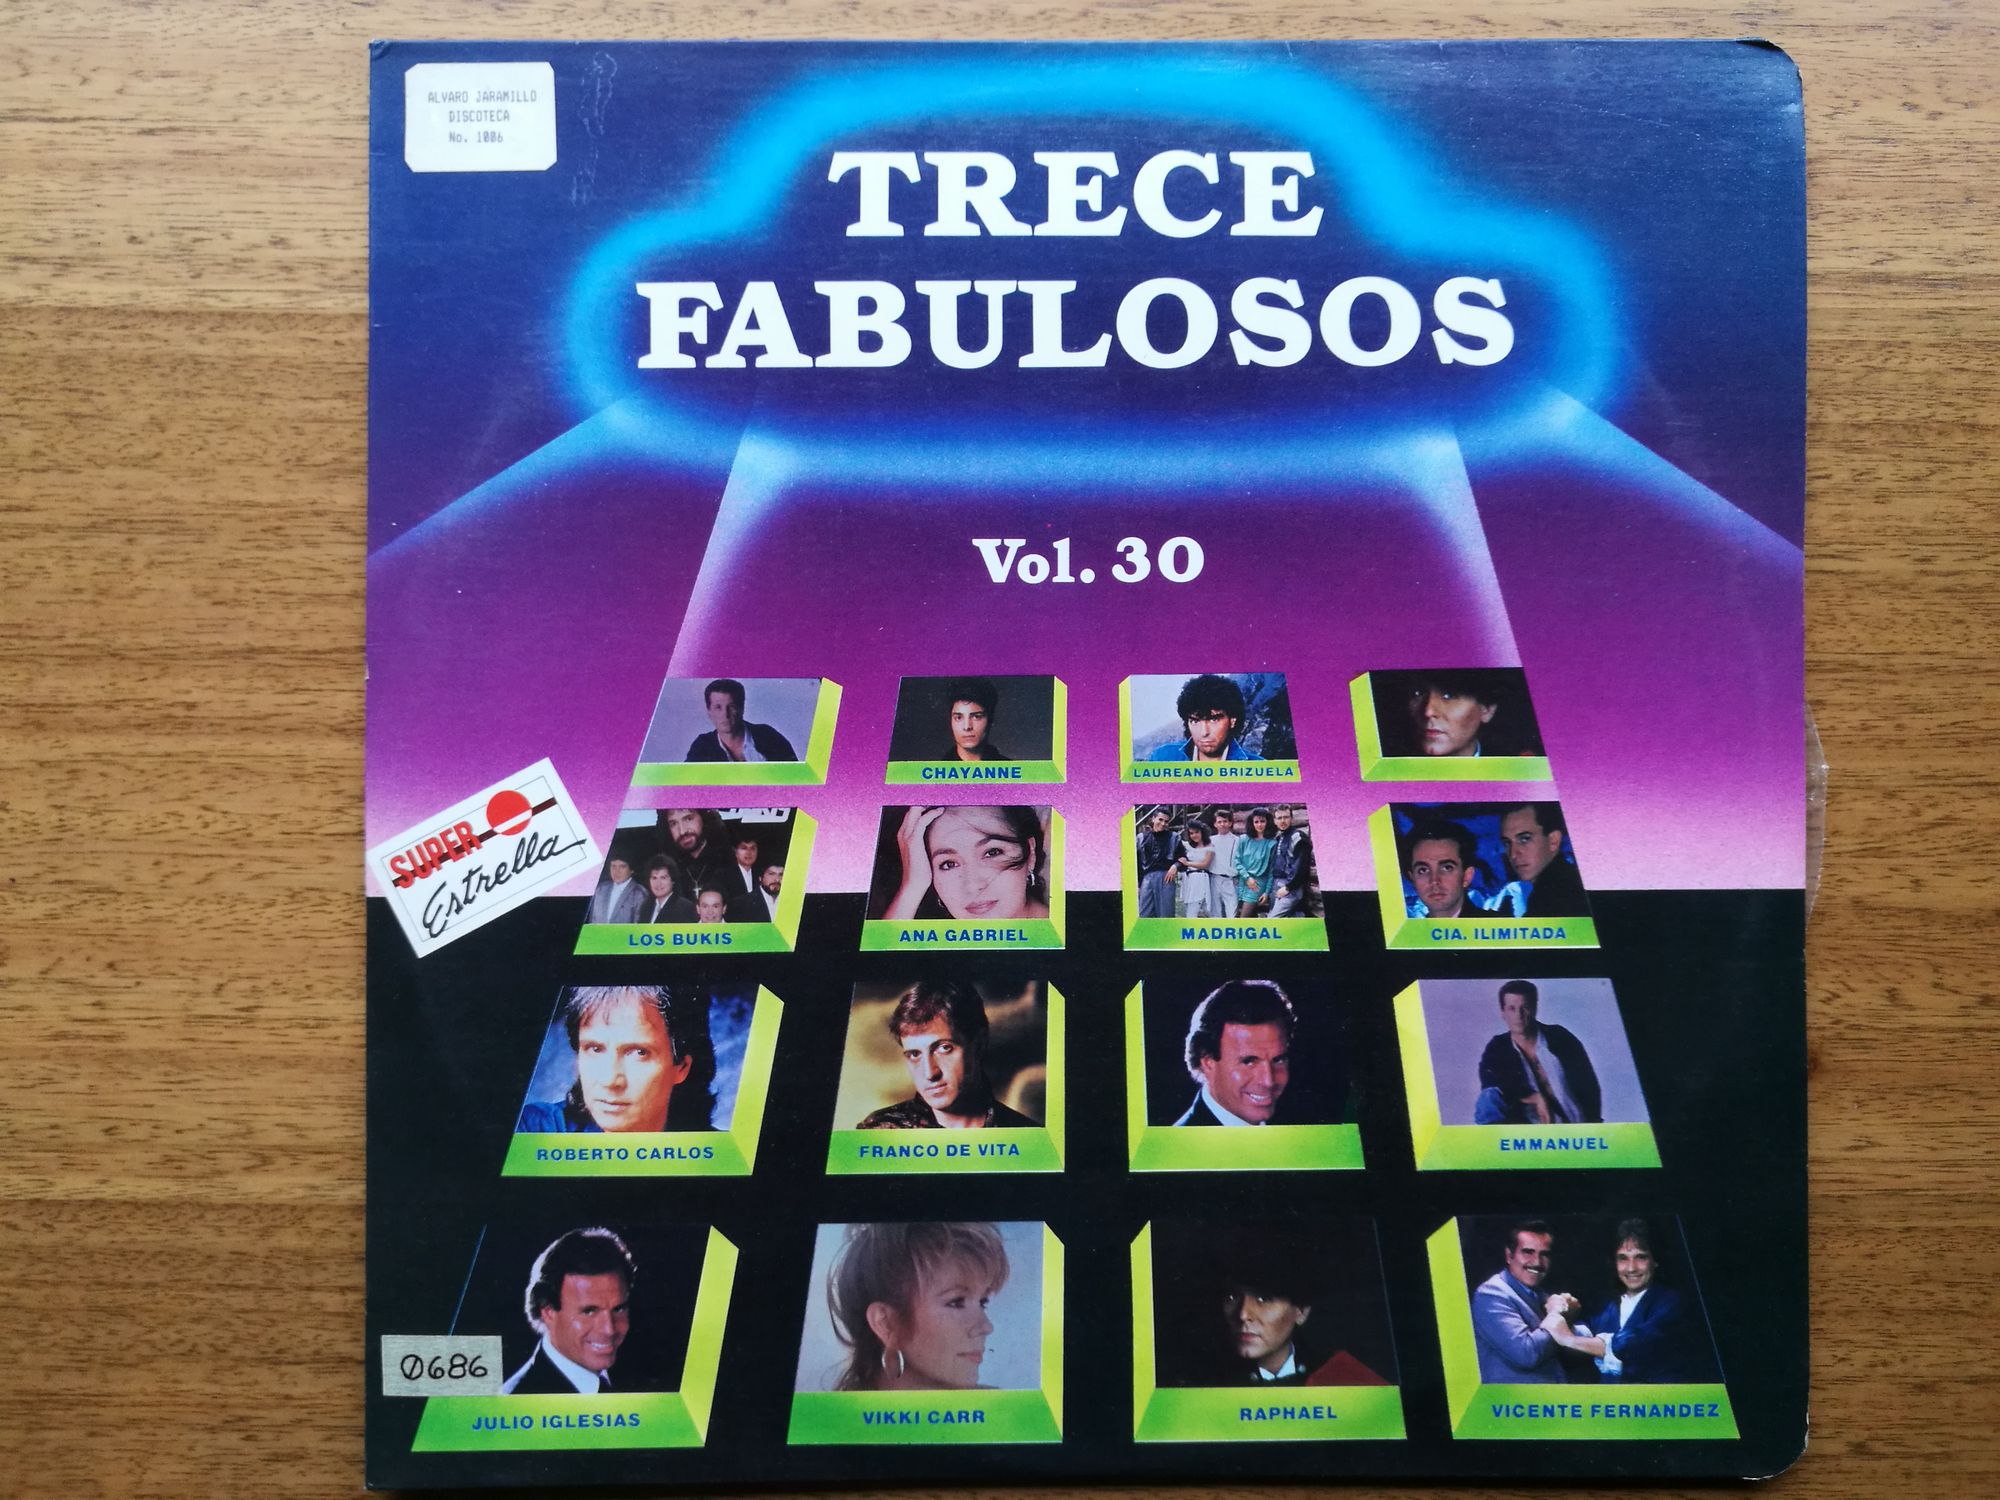 ALVARO JARAMILLO
DISCOTECA
No. 1006
TRECE
FABULOSOS
Vol. 30
CHAYANNE
LAUREANO BRIZUELA
SUPER
Estrella
LOS BUKIS
ANA GABRIEL
MADRIGAL
CIA. ILIMITADA
ROBERTO CARLOS
FRANCO DE VITA
EMMANUEL
0686
JULIO IGLESIAS
VIKKI CARR
RAPHAEL
VICENTE FERNANDEZ